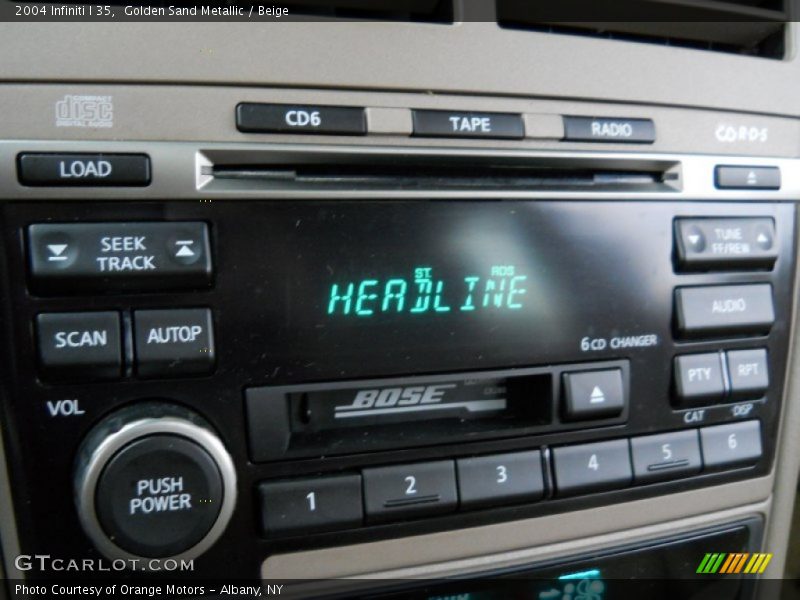 2004 Infiniti I 35,  Golden Sand Metallic / Beige
COMPACT
disc
DIGITAL AUDIO
CD6
TAPE
RADIO
LOAD
SEEK
TRACK
TUNE
FF/REW
ST
RDS
HEADLINE
AUDIO
SCAN
AUTOP
6CD CHANGER
PTY
RPT
VOL
BOSE
CAT
DISP
PUSH
POWER
1
2
3
4
5
6
GTCARLOT.COM
Photo Courtesy of Orange Motors - Albany, NY